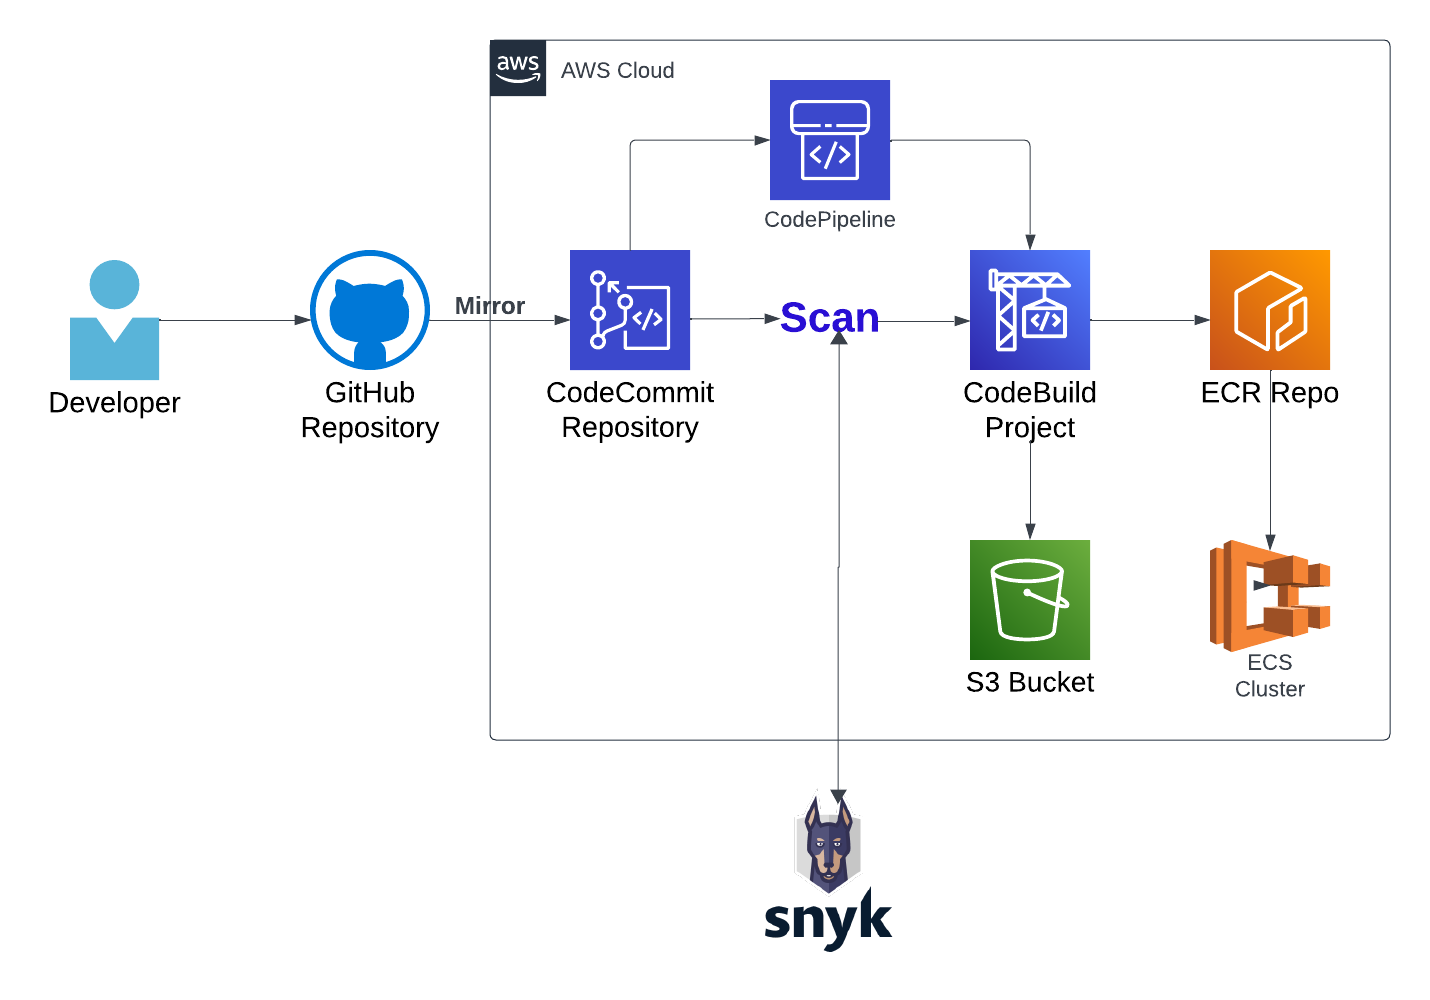 aws
AWS Cloud
CodePipeline
Mirror
Scan
Developer
GitHub
Repository
CodeCommit
Repository
CodeBuild
Project
ECR Repo
S3 Bucket
ECS
Cluster
snyk